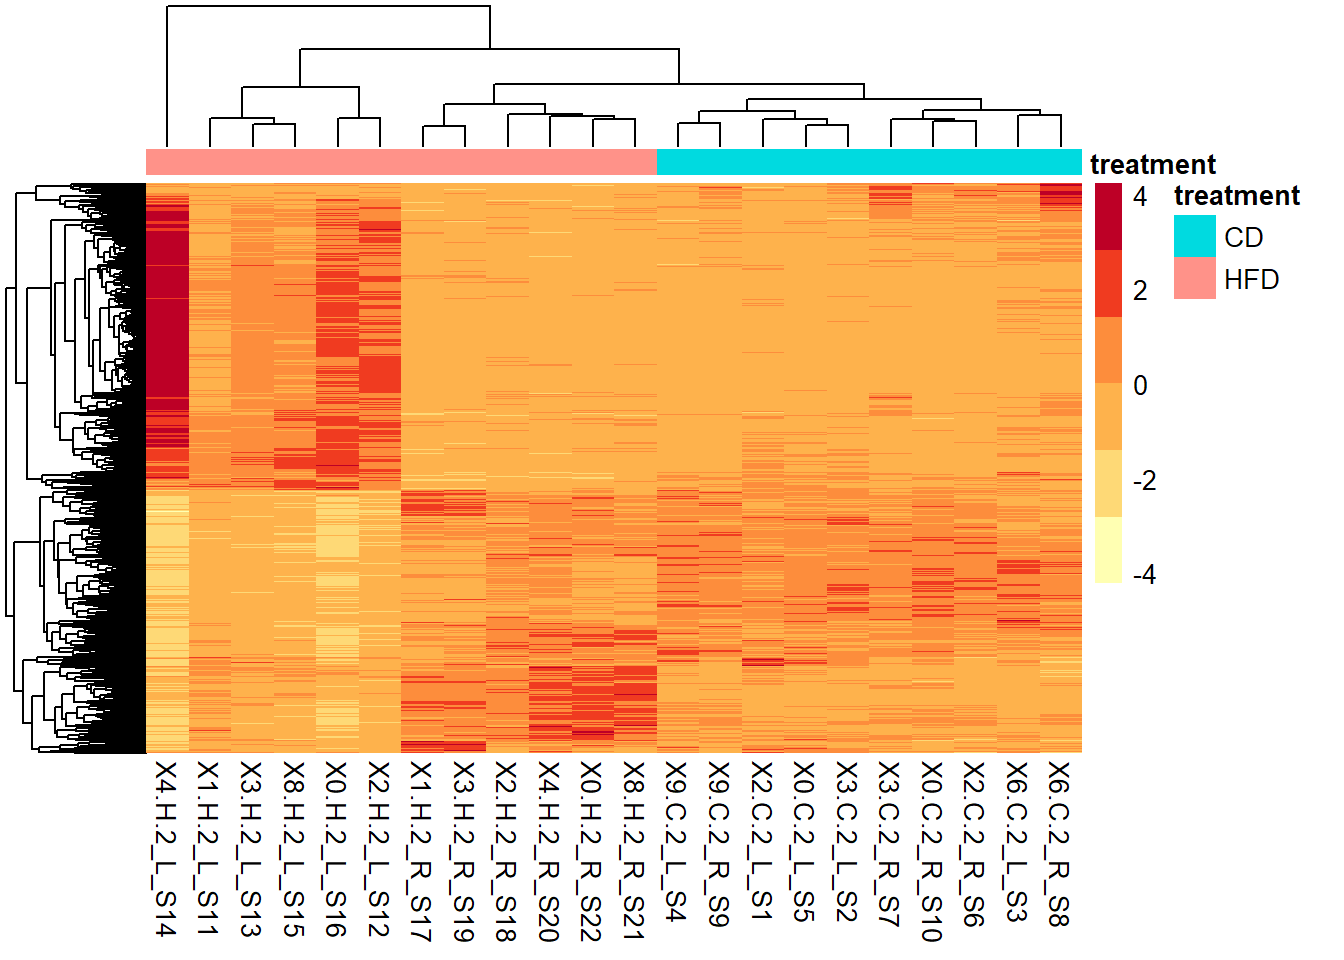 treatment
treatment
4
2
0
-2
-4
CD
HFD
X4.H.2_L_S14
X1.H.2_L_S11
X3.H.2_L_S13
X8.H.2_L_S15
X0.H.2_L_S16
X2.H.2_L_S12
X1.H.2_R_S17
X3.H.2_R_S19
X2.H.2_R_S18
X4.H.2_R_S20
X0.H.2_R_S22
X8.H.2_R_S21
X9.C.2_L_S4
X9.C.2_R_S9
X2.C.2_L_S1
X0.C.2_L_S5
X3.C.2_L_S2
X3.C.2_R_S7
X0.C.2_R_S10
X2.C.2_R_S6
X6.C.2_L_S3
X6.C.2_R_S8